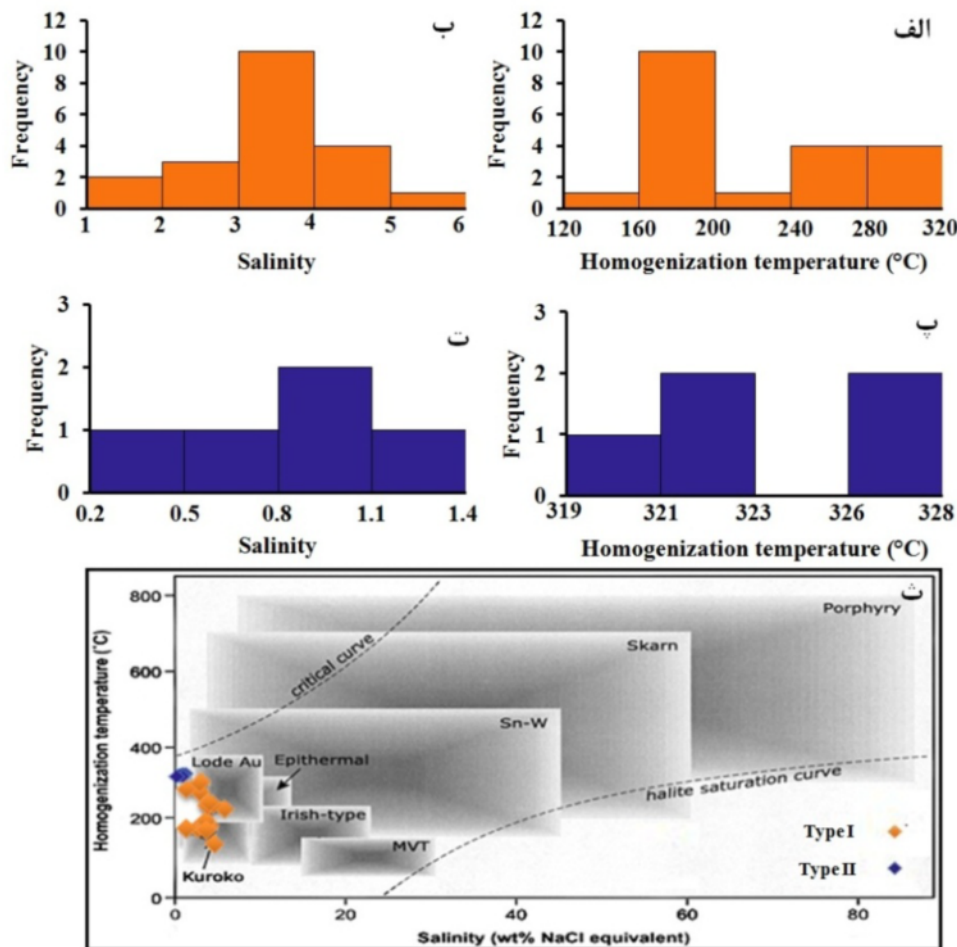 ب
12
10
8
6
4
2
0
Frequency
1 2 3 4 5 6
Salinity
الف
12
10
8
6
4
2
0
Frequency
120 160 200 240 280 320
Homogenization temperature (°C)
ت
3
2
1
0
Frequency
0.2 0.5 0.8 1.1 1.4
Salinity
پ
3
2
1
0
Frequency
319 321 323 326 328
Homogenization temperature (°C)
ث
800
600
400
200
0
Homogenization temperature (°C)
Porphyry
critical curve
Skarn
Sn-W
Lode Au
Epithermal
halite saturation curve
Irish-type
MVT
Kuroko
Type I
Type II
0 20 40 60 80
Salinity (wt% NaCl equivalent)